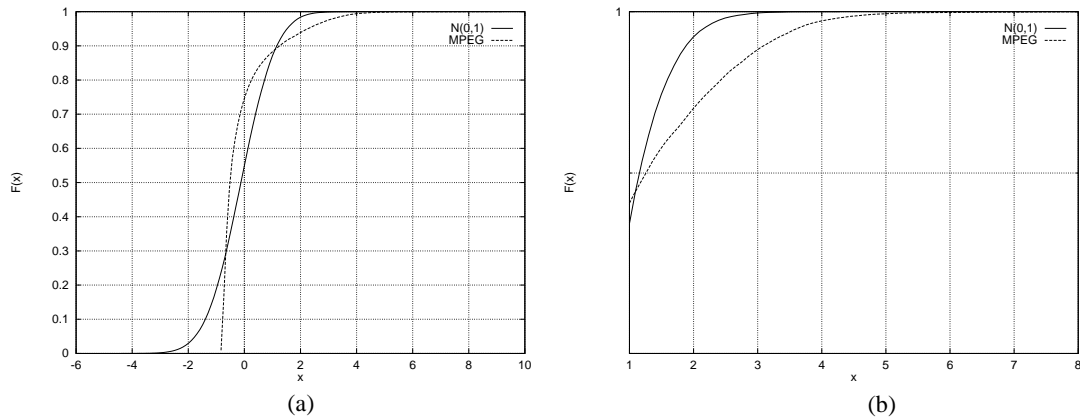 1
0.9
0.8
0.7
0.6
0.5
0.4
0.3
0.2
0.1
0
-6 -4 -2 0 2 4 6 8 10
x
F(x)
N(0,1)
MPEG
(a)
1
1 2 3 4 5 6 7 8
x
F(x)
N(0,1)
MPEG
(b)